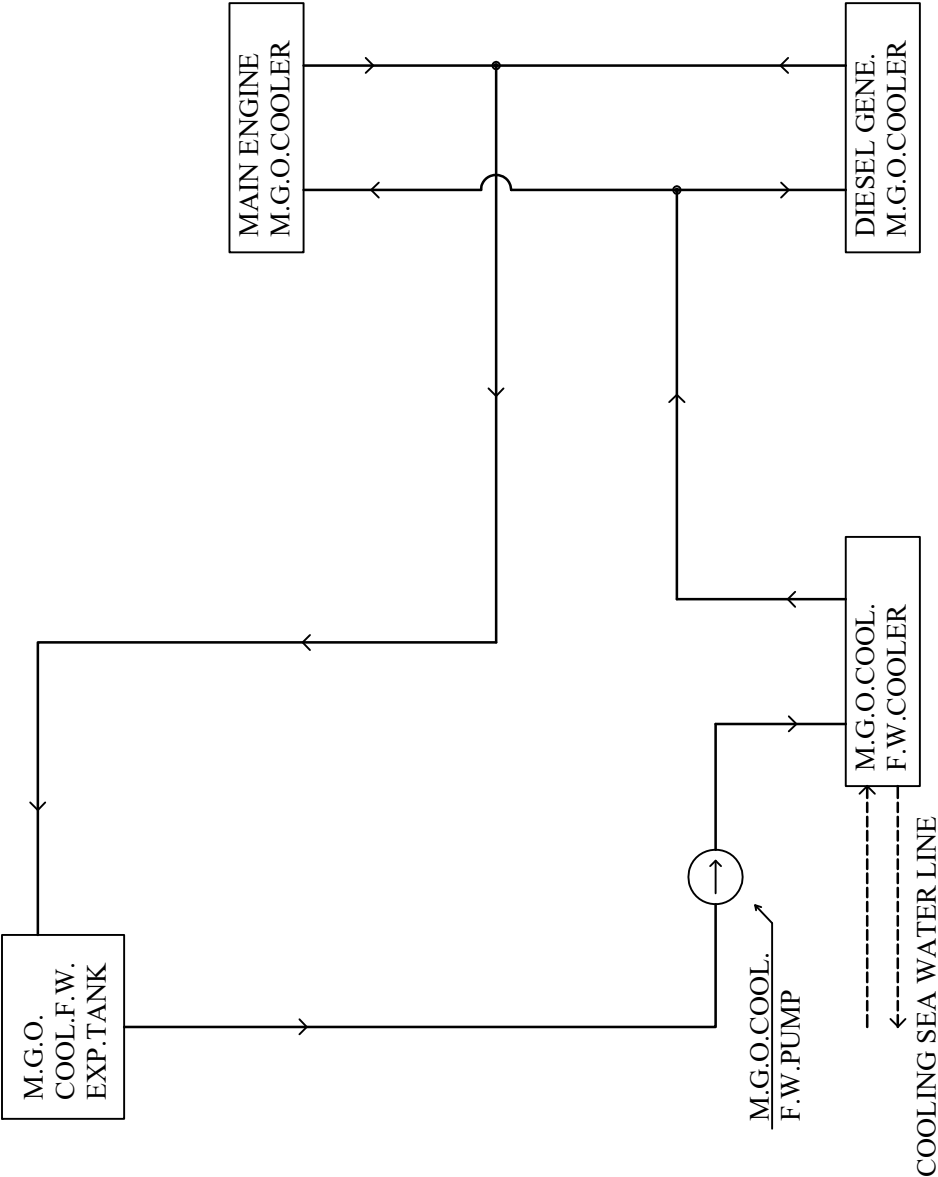 M.G.O.
COOL.F.W.
EXP.TANK
MAIN ENGINE
M.G.O.COOLER
M.G.O.COOL.
F.W.PUMP
M.G.O.COOL.
F.W.COOLER
DIESEL GENE.
M.G.O.COOLER
COOLING SEA WATER LINE